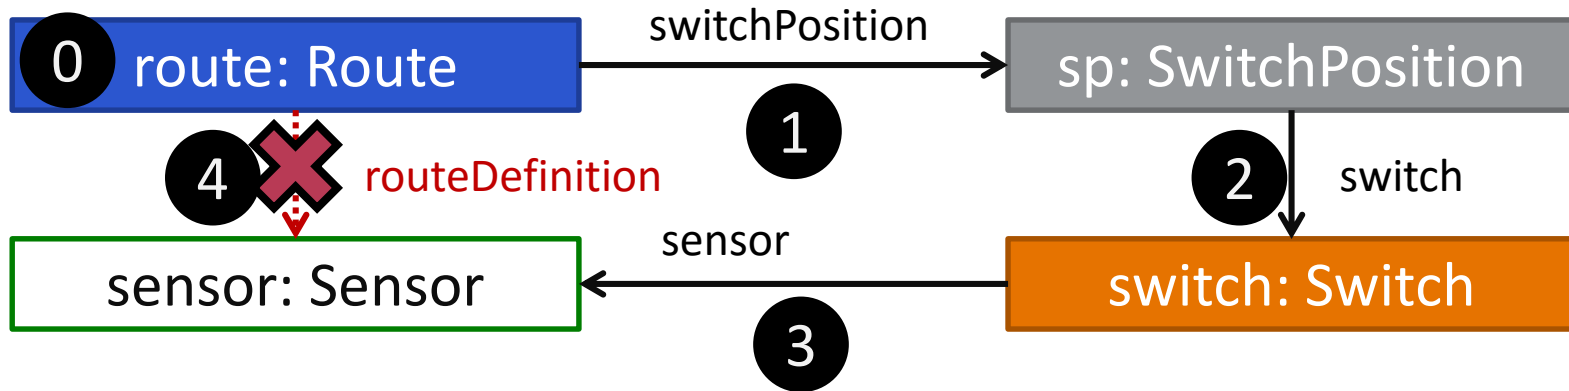 switchPosition
0
route: Route
sp: SwitchPosition
1
4
routeDefinition
2
switch
sensor
sensor: Sensor
switch: Switch
3